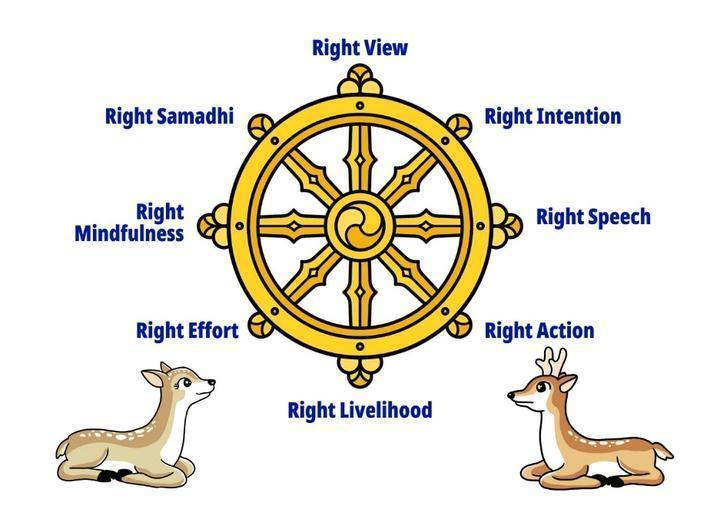 Right View
Right Samadhi
Right Intention
Right
Mindfulness
Right Speech
Right Effort
Right Action
Right Livelihood